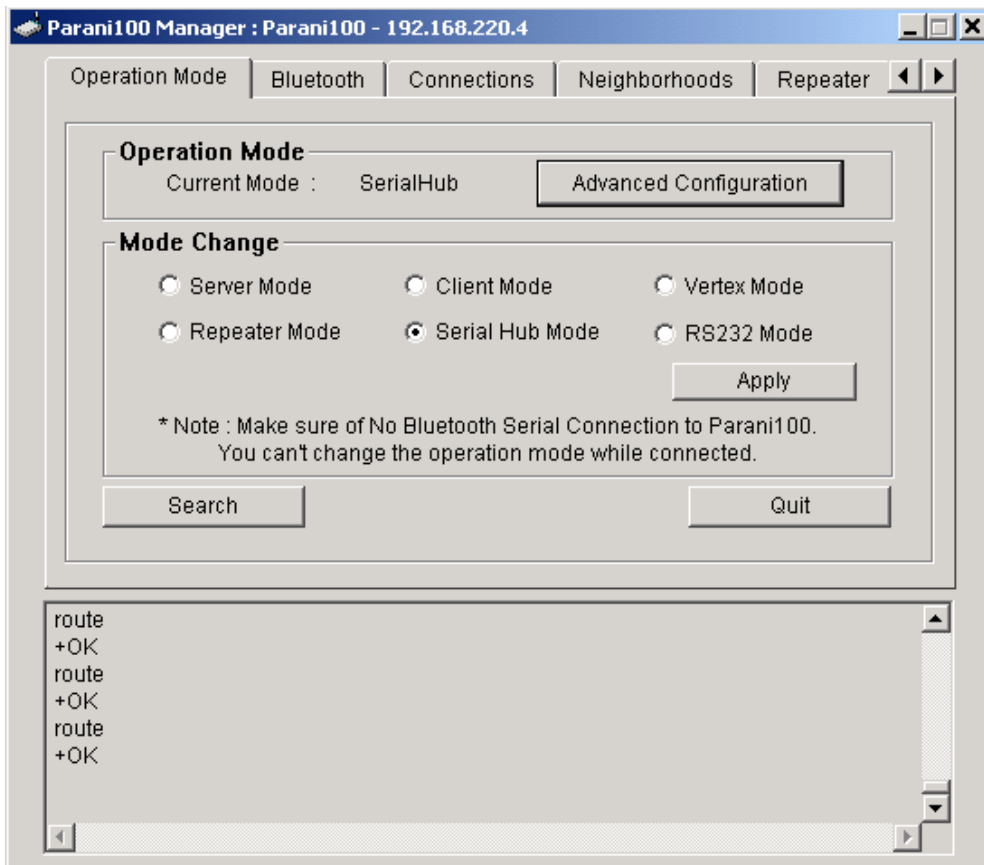 Parani100 Manager : Parani100 - 192.168.220.4
Operation Mode Bluetooth Connections Neighborhoods Repeater
Operation Mode
Current Mode : SerialHub Advanced Configuration
Mode Change
Server Mode Client Mode Vertex Mode
Repeater Mode Serial Hub Mode RS232 Mode
Apply
* Note : Make sure of No Bluetooth Serial Connection to Parani100.
You can't change the operation mode while connected.
Search Quit
route
+OK
route
+OK
route
+OK